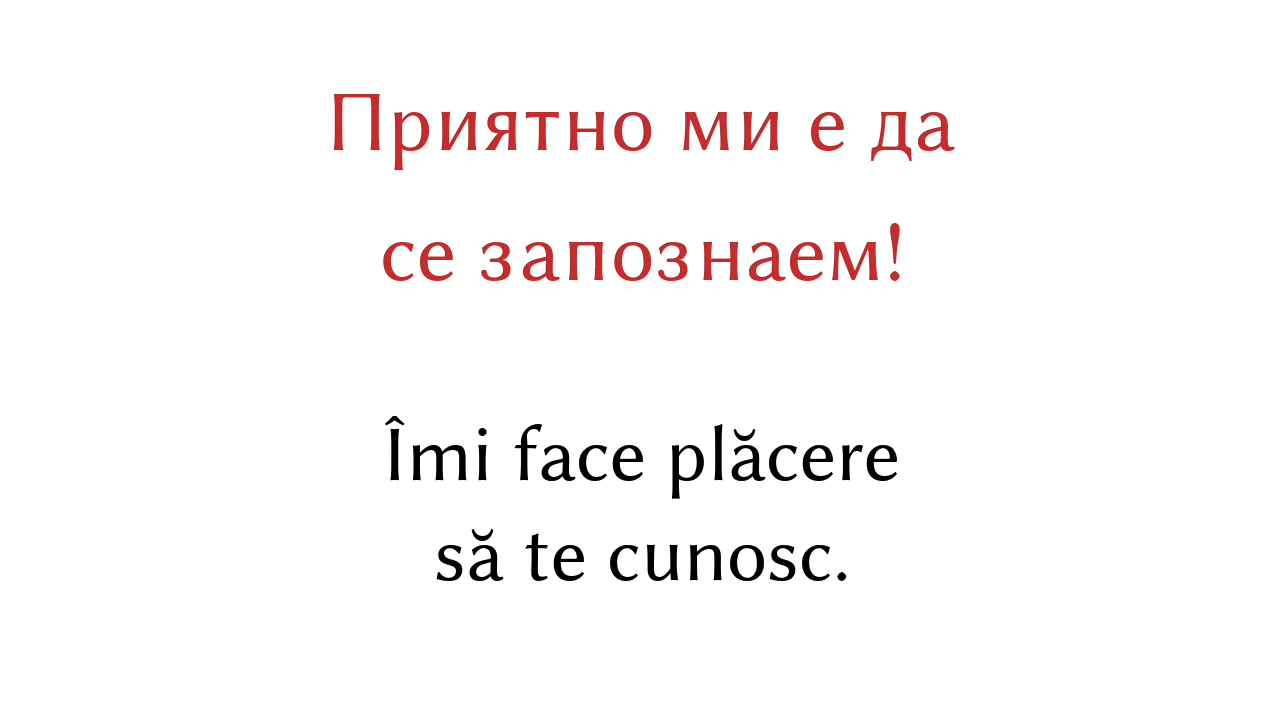 Приятно ми е да
се запознаем!
Îmi face plăcere
să te cunosc.